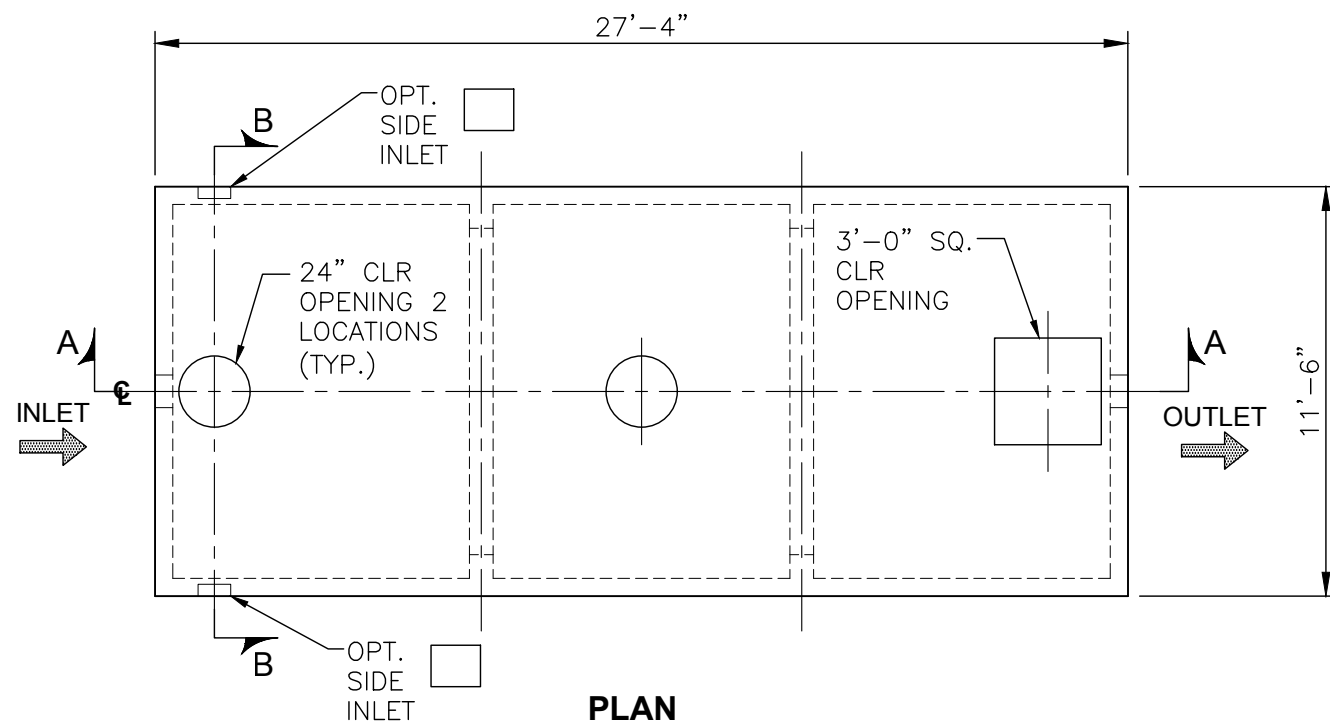 27'-4"
OPT.
SIDE
INLET
B
24" CLR
OPENING 2
LOCATIONS
(TYP.)
3'-0" SQ.
CLR
OPENING
A
A
℄
INLET
OUTLET
11'-6"
B
OPT.
SIDE
INLET
PLAN